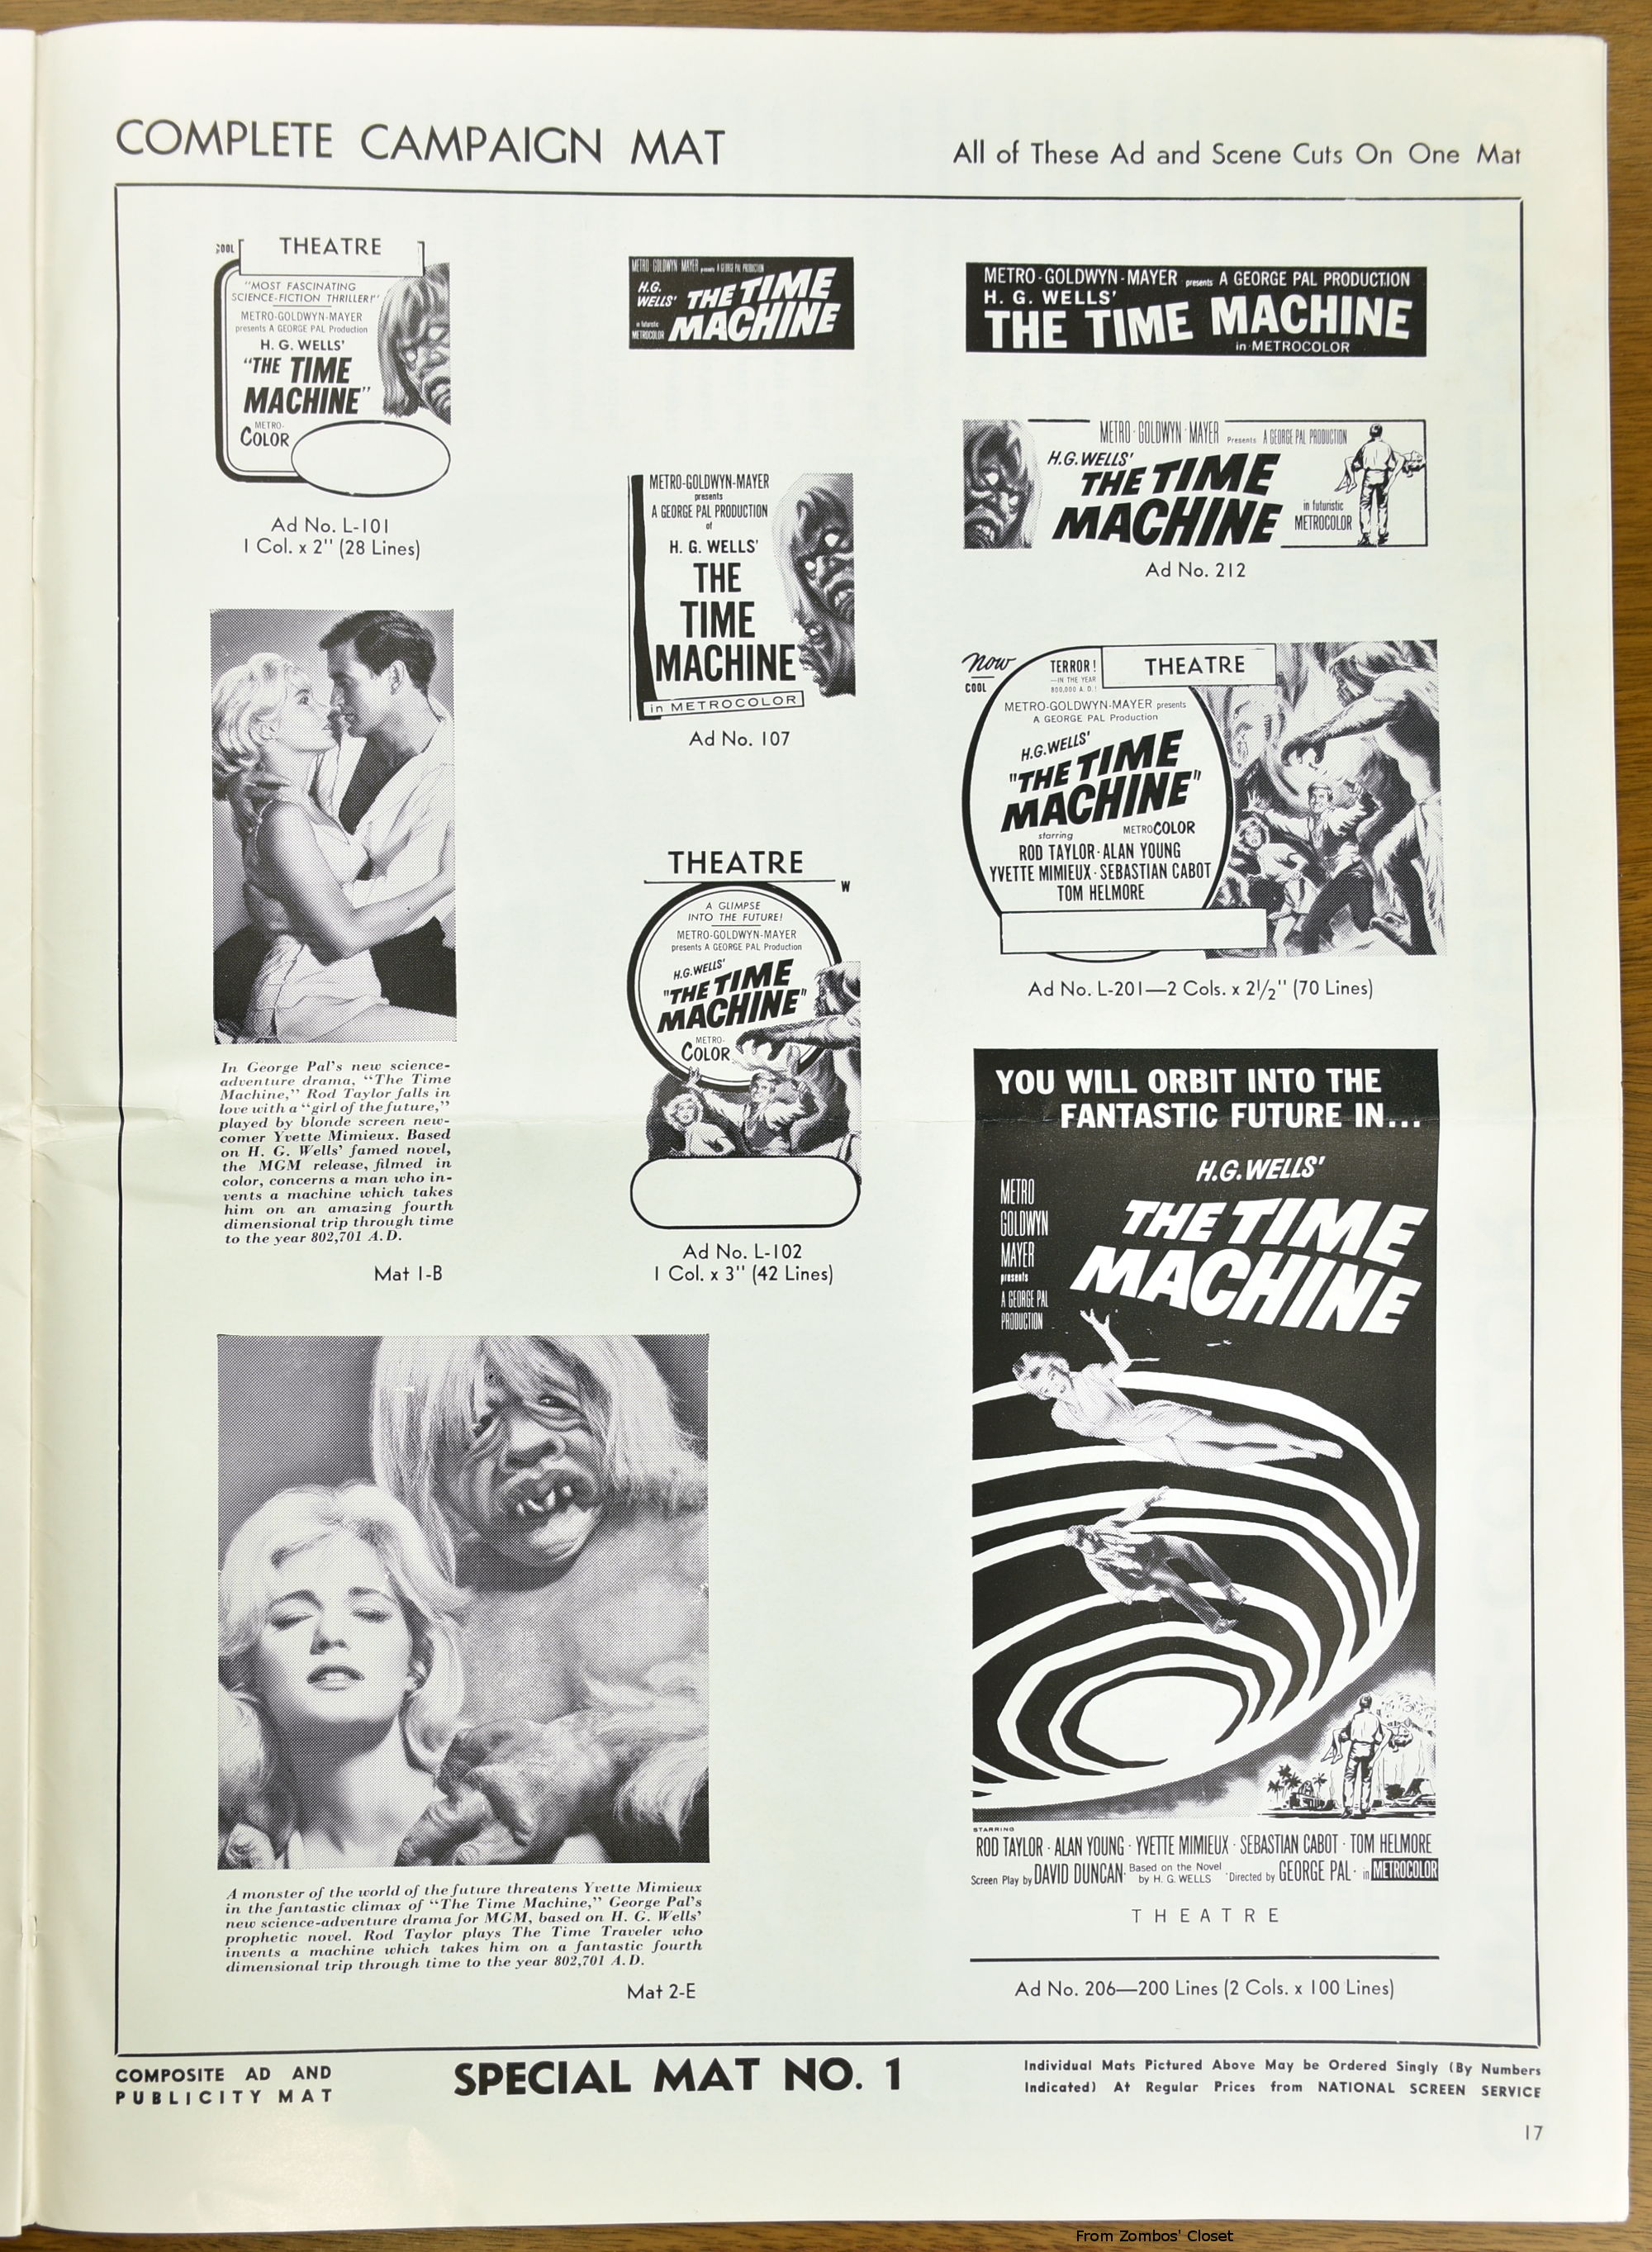 COMPLETE CAMPAIGN MAT
All of These Ad and Scene Cuts On One Mat
COOL
THEATRE
"MOST FASCINATING
SCIENCE-FICTION THRILLER!"
METRO-GOLDWYN-MAYER
presents A GEORGE PAL Production
H. G. WELLS'
"THE TIME
MACHINE"
METRO-
COLOR
Ad No. L-101
1 Col. x 2" (28 Lines)
In George Pal's new science-
adventure drama, "The Time
Machine," Rod Taylor falls in
love with a "girl of the future,"
played by blonde screen new-
comer Yvette Mimieux. Based
on H. G. Wells' famed novel,
the MGM release, filmed in
color, concerns a man who in-
vents a machine which takes
him on an amazing fourth
dimensional trip through time
to the year 802,701 A.D.
Mat 1-B
METRO-GOLDWYN-MAYER presents A GEORGE PAL PRODUCTION
H.G.
WELLS'
THE TIME
MACHINE
in futuristic
METROCOLOR
METRO-GOLDWYN-MAYER
presents
A GEORGE PAL PRODUCTION
of
H. G. WELLS'
THE
TIME
MACHINE
in METROCOLOR
Ad No. 107
THEATRE
W
A GLIMPSE
INTO THE FUTURE!
METRO-GOLDWYN-MAYER
presents A GEORGE PAL Production
H.G.WELLS'
"THE TIME
MACHINE"
METRO-
COLOR
Ad No. L-102
1 Col. x 3" (42 Lines)
METRO-GOLDWYN-MAYER presents A GEORGE PAL PRODUCTION
H. G. WELLS'
THE TIME MACHINE
in METROCOLOR
METRO-GOLDWYN-MAYER Presents A GEORGE PAL PRODUCTION
H.G.WELLS'
THE TIME
MACHINE
in futuristic
METROCOLOR
Ad No. 212
Now
COOL
TERROR!
—IN THE YEAR
800,000 A. D.!
THEATRE
METRO-GOLDWYN-MAYER presents
A GEORGE PAL Production
H.G.WELLS'
"THE TIME
MACHINE"
starring
METROCOLOR
ROD TAYLOR · ALAN YOUNG
YVETTE MIMIEUX · SEBASTIAN CABOT
TOM HELMORE
Ad No. L-201—2 Cols. x 2½" (70 Lines)
YOU WILL ORBIT INTO THE
FANTASTIC FUTURE IN...
METRO
GOLDWYN
MAYER
presents
A GEORGE PAL
PRODUCTION
H.G.WELLS'
THE TIME
MACHINE
STARRING
ROD TAYLOR · ALAN YOUNG · YVETTE MIMIEUX · SEBASTIAN CABOT · TOM HELMORE
Screen Play by DAVID DUNCAN · Based on the Novel by H. G. WELLS · Directed by GEORGE PAL · in METROCOLOR
THEATRE
Ad No. 206—200 Lines (2 Cols. x 100 Lines)
A monster of the world of the future threatens Yvette Mimieux
in the fantastic climax of "The Time Machine," George Pal's
new science-adventure drama for MGM, based on H. G. Wells'
prophetic novel. Rod Taylor plays The Time Traveler who
invents a machine which takes him on a fantastic fourth
dimensional trip through time to the year 802,701 A.D.
Mat 2-E
COMPOSITE AD AND
PUBLICITY MAT
SPECIAL MAT NO. 1
Individual Mats Pictured Above May be Ordered Singly (By Numbers
Indicated) At Regular Prices from NATIONAL SCREEN SERVICE
17
From Zombos' Closet